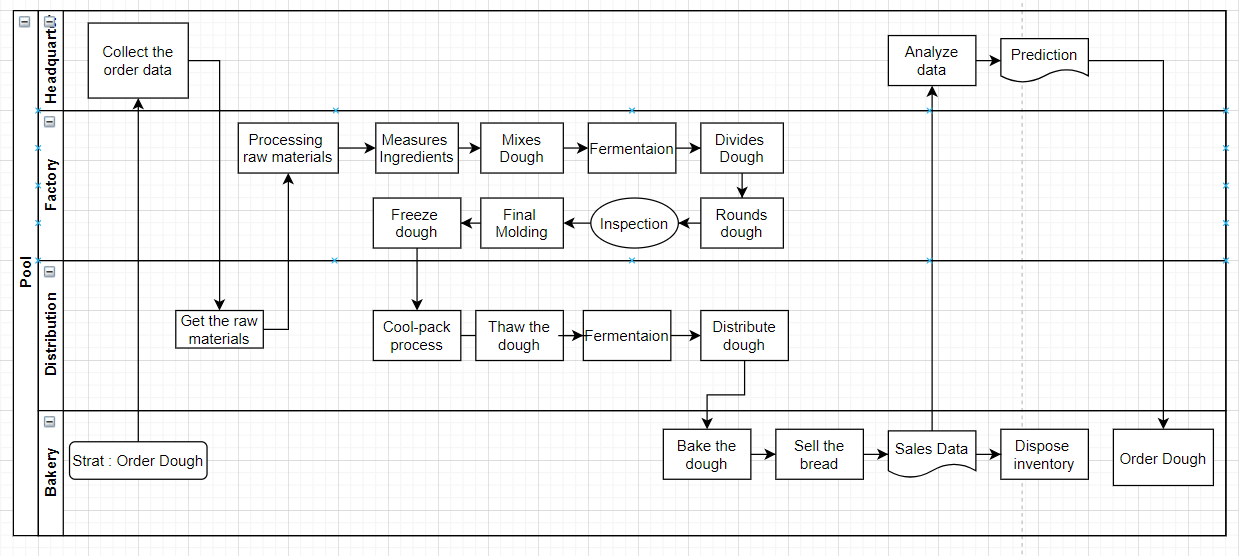 Pool
Headquarter
Collect the
order data
Analyze
data
Prediction
Factory
Processing
raw materials
Measures
Ingredients
Mixes
Dough
Fermentaion
Divides
Dough
Freeze
dough
Final
Molding
Inspection
Rounds
dough
Distribution
Get the raw
materials
Cool-pack
process
Thaw the
dough
Fermentaion
Distribute
dough
Bakery
Strat : Order Dough
Bake the
dough
Sell the
bread
Sales Data
Dispose
inventory
Order Dough